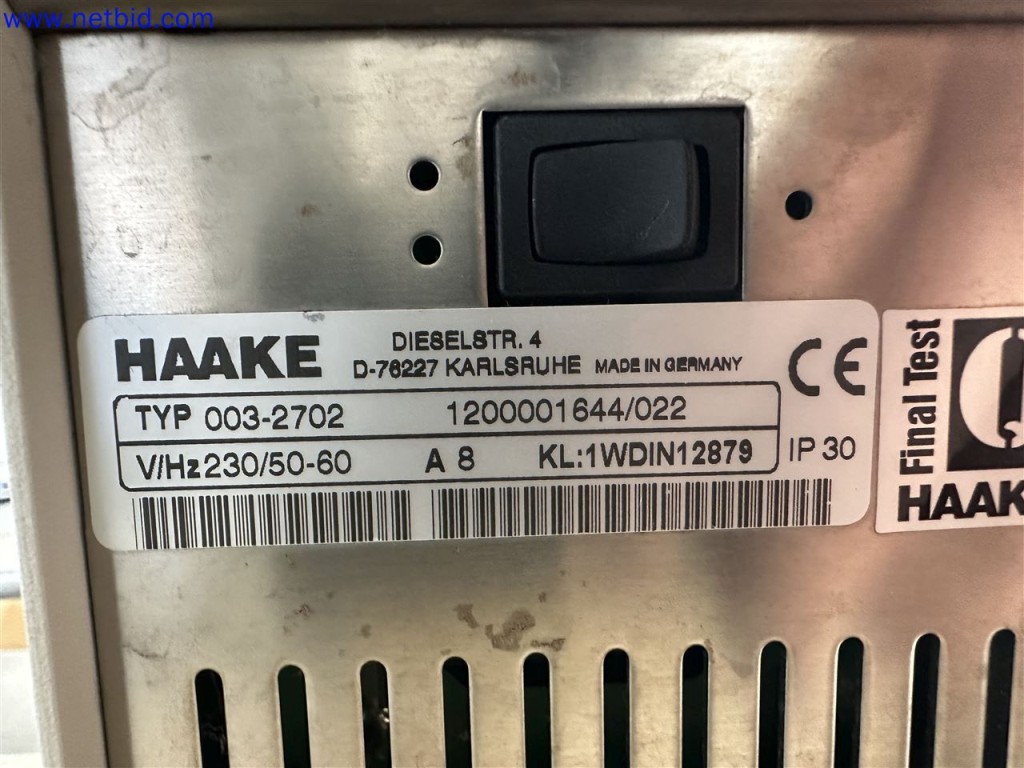 www.netbid.com
HAAKE
DIESELSTR. 4
D-76227 KARLSRUHE MADE IN GERMANY
CE
TYP 003-2702 1200001644/022
V/Hz 230/50-60 A 8 KL:1WDIN12879 IP 30
Final Test
HAAK